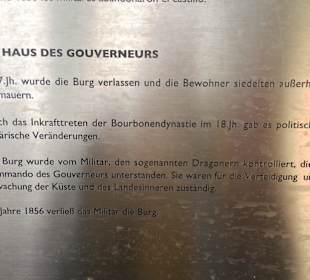 HAUS DES GOUVERNEURS
7.Jh. wurde die Burg verlassen und die Bewohner siedelten außerh
mauern.
ch das Inkrafttreten der Bourbonendynastie im 18.Jh. gab es politisch
ärische Veränderungen.
Burg wurde vom Militär, den sogenannten Dragonern kontrolliert, die
mmando des Gouverneurs unterstanden. Sie waren für die Verteidigung u
wachung der Küste und des Landesinneren zuständig.
Jahre 1856 verließ das Militär die Burg.